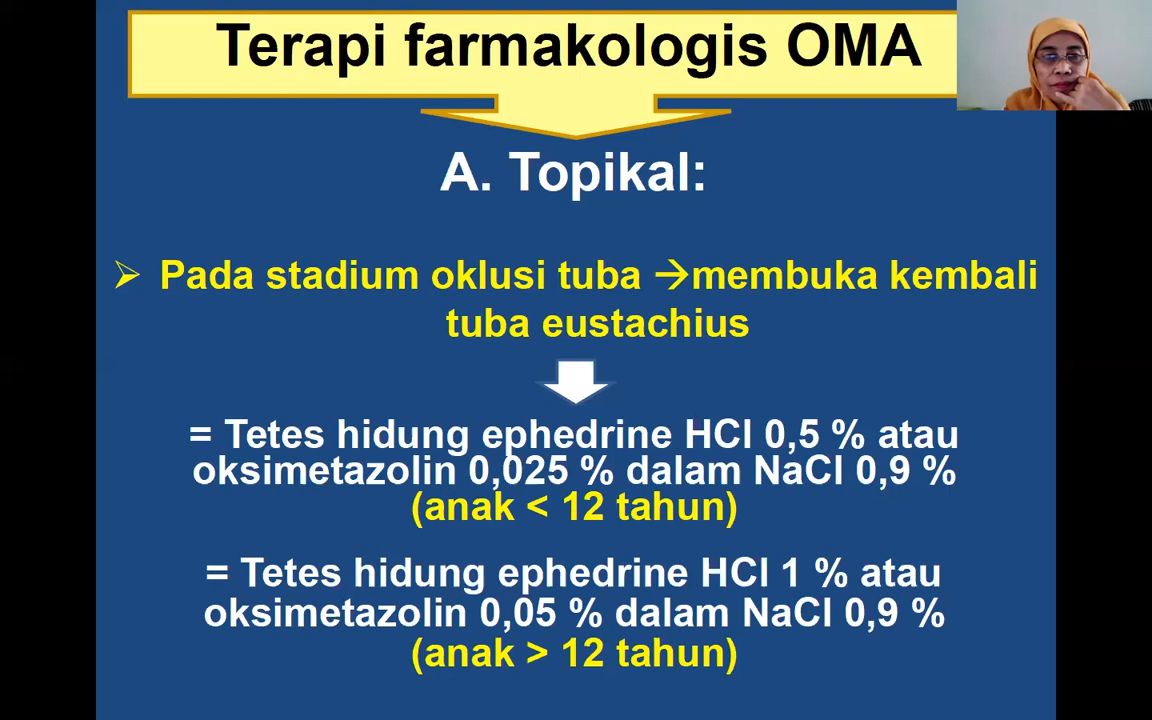 Terapi farmakologis OMA
A. Topikal:
➢ Pada stadium oklusi tuba →membuka kembali
tuba eustachius
= Tetes hidung ephedrine HCl 0,5 % atau
oksimetazolin 0,025 % dalam NaCl 0,9 %
(anak < 12 tahun)
= Tetes hidung ephedrine HCl 1 % atau
oksimetazolin 0,05 % dalam NaCl 0,9 %
(anak > 12 tahun)